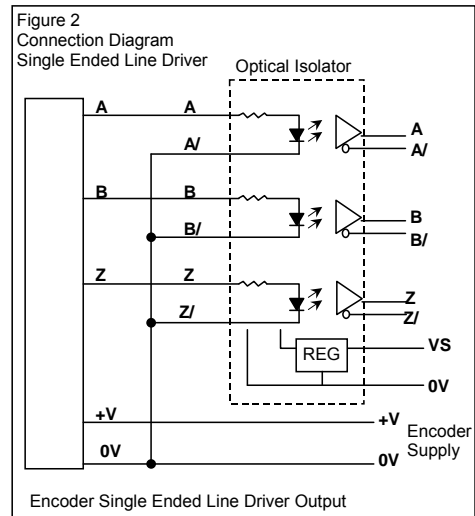 Figure 2
Connection Diagram
Single Ended Line Driver
Optical Isolator
A A A
A/ A/
B B B
B/ B/
Z Z Z
Z/ Z/
REG VS
0V
+V +V
Encoder
Supply
0V 0V
Encoder Single Ended Line Driver Output